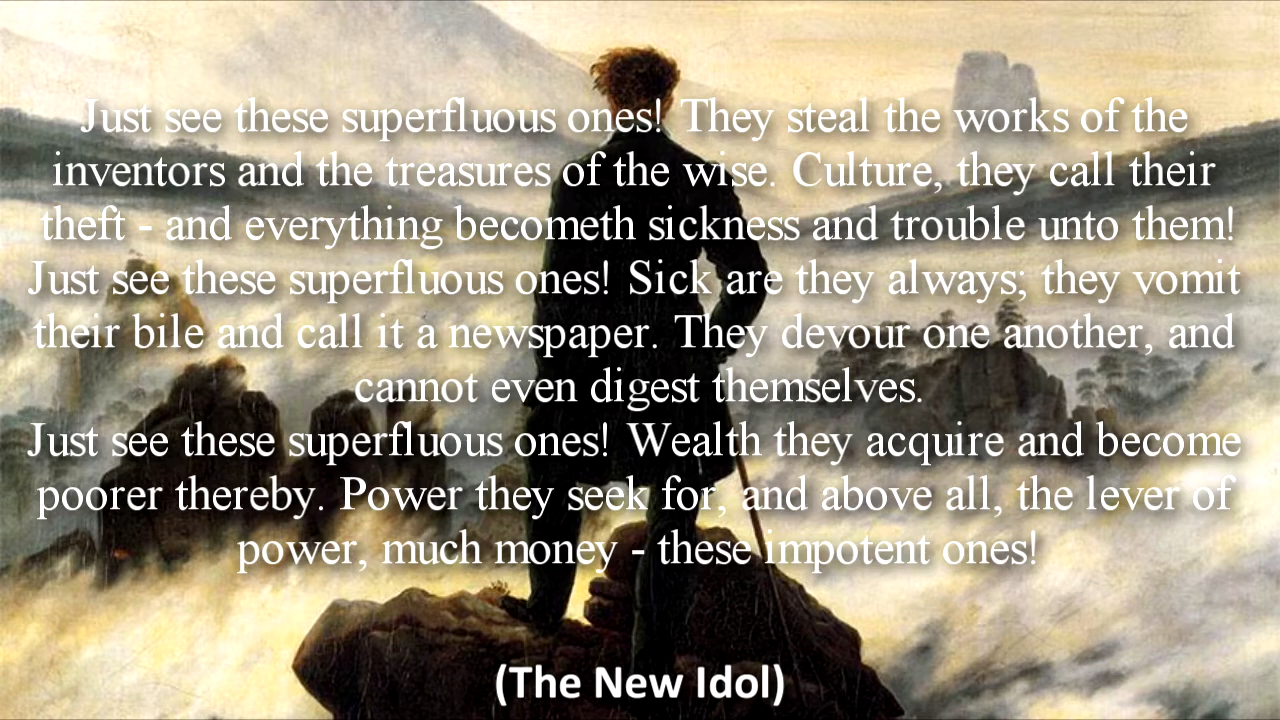 Just see these superfluous ones! They steal the works of the
inventors and the treasures of the wise. Culture, they call their
theft - and everything becometh sickness and trouble unto them!
Just see these superfluous ones! Sick are they always; they vomit
their bile and call it a newspaper. They devour one another, and
cannot even digest themselves.
Just see these superfluous ones! Wealth they acquire and become
poorer thereby. Power they seek for, and above all, the lever of
power, much money - these impotent ones!
(The New Idol)